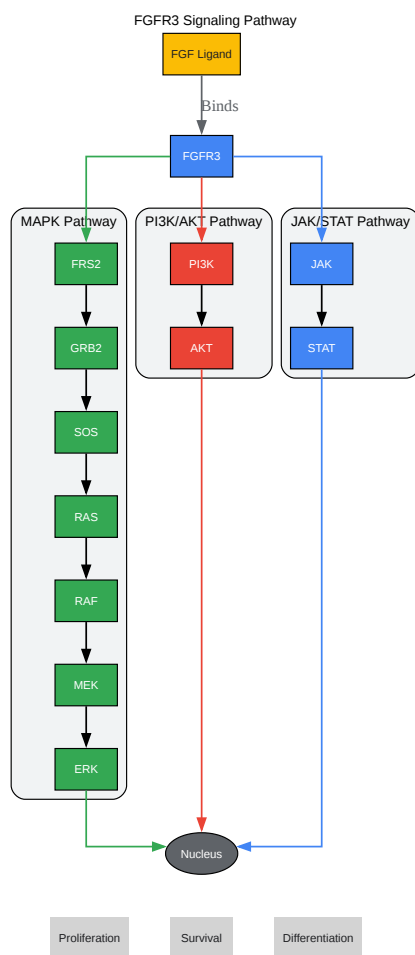 FGFR3 Signaling Pathway
FGF Ligand
Binds
FGFR3
MAPK Pathway
PI3K/AKT Pathway
JAK/STAT Pathway
FRS2
PI3K
JAK
GRB2
AKT
STAT
SOS
RAS
RAF
MEK
ERK
Nucleus
Proliferation
Survival
Differentiation